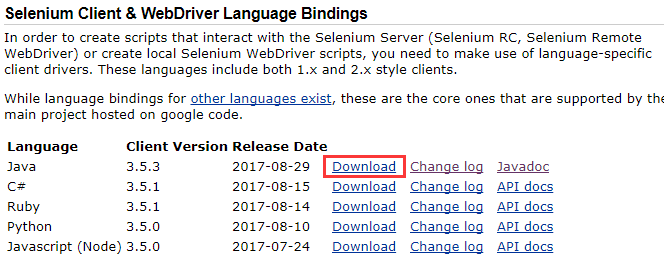 Selenium Client & WebDriver Language Bindings
In order to create scripts that interact with the Selenium Server (Selenium RC, Selenium Remote
WebDriver) or create local Selenium WebDriver scripts, you need to make use of language-specific
client drivers. These languages include both 1.x and 2.x style clients.
While language bindings for other languages exist, these are the core ones that are supported by the
main project hosted on google code.
Language Client Version Release Date
Java 3.5.3 2017-08-29 Download Change log Javadoc
C# 3.5.1 2017-08-15 Download Change log API docs
Ruby 3.5.1 2017-08-14 Download Change log API docs
Python 3.5.0 2017-08-10 Download Change log API docs
Javascript (Node) 3.5.0 2017-07-24 Download Change log API docs